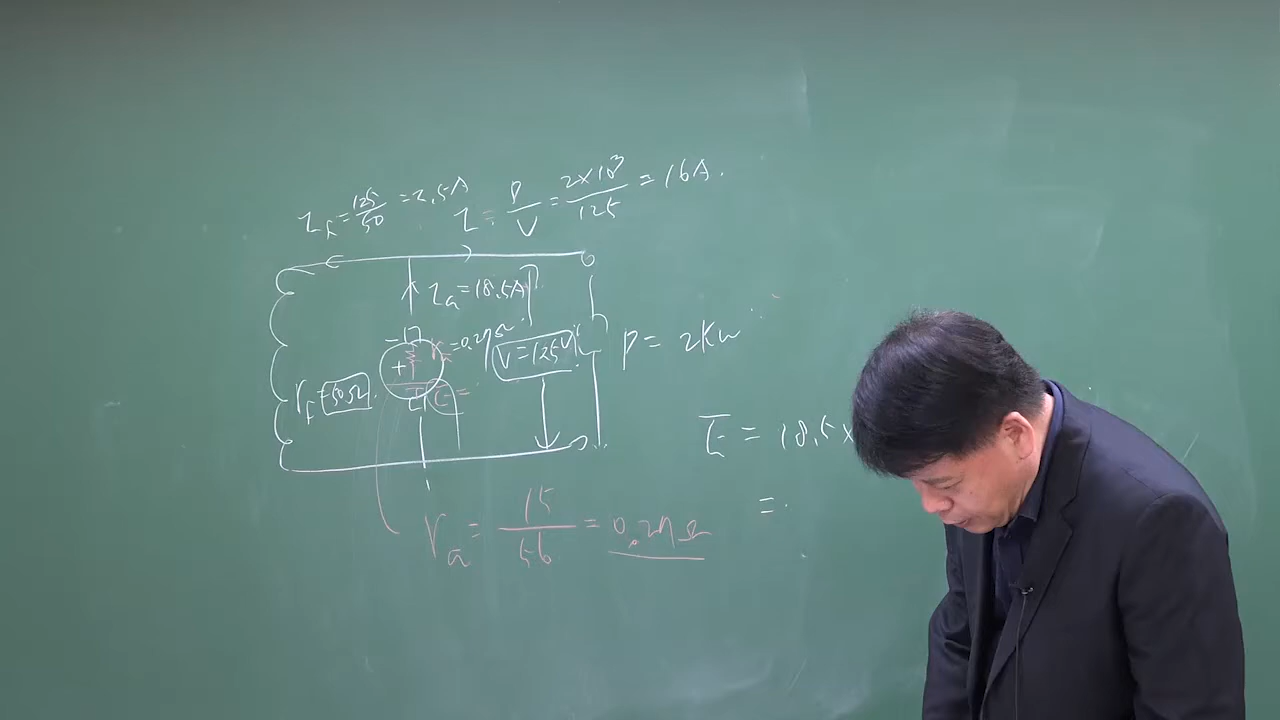 I_f = 125/50 = 2,5A
I = P/V = 2×10³/125 = 16A.
I_a = 18.5A
r_a = 0.27Ω
+
V = 125V
P = 2Kw
r_f = 50Ω
E =
E = 18.5×
=
r_a = 15/56 = 0.27Ω